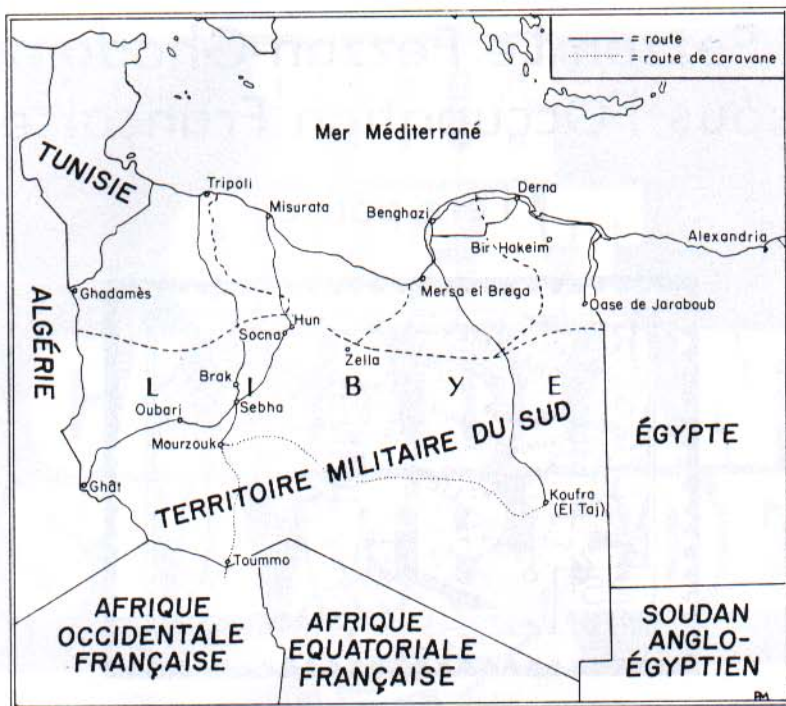 = route
= route de caravane
Mer Méditerrané
TUNISIE
Tripoli
Misurata
Derna
Benghazi
Bir Hakeim
Alexandria
Ghadamès
Mersa el Brega
Oase de Jaraboub
ALGÉRIE
Hun
Socna
Zella
Brak
L I B Y E
Oubari
Sebha
Mourzouk
TERRITOIRE MILITAIRE DU SUD
ÉGYPTE
Ghât
Koufra
(El Taj)
Toummo
AFRIQUE
OCCIDENTALE
FRANÇAISE
AFRIQUE
EQUATORIALE
FRANÇAISE
SOUDAN
ANGLO-
ÉGYPTIEN